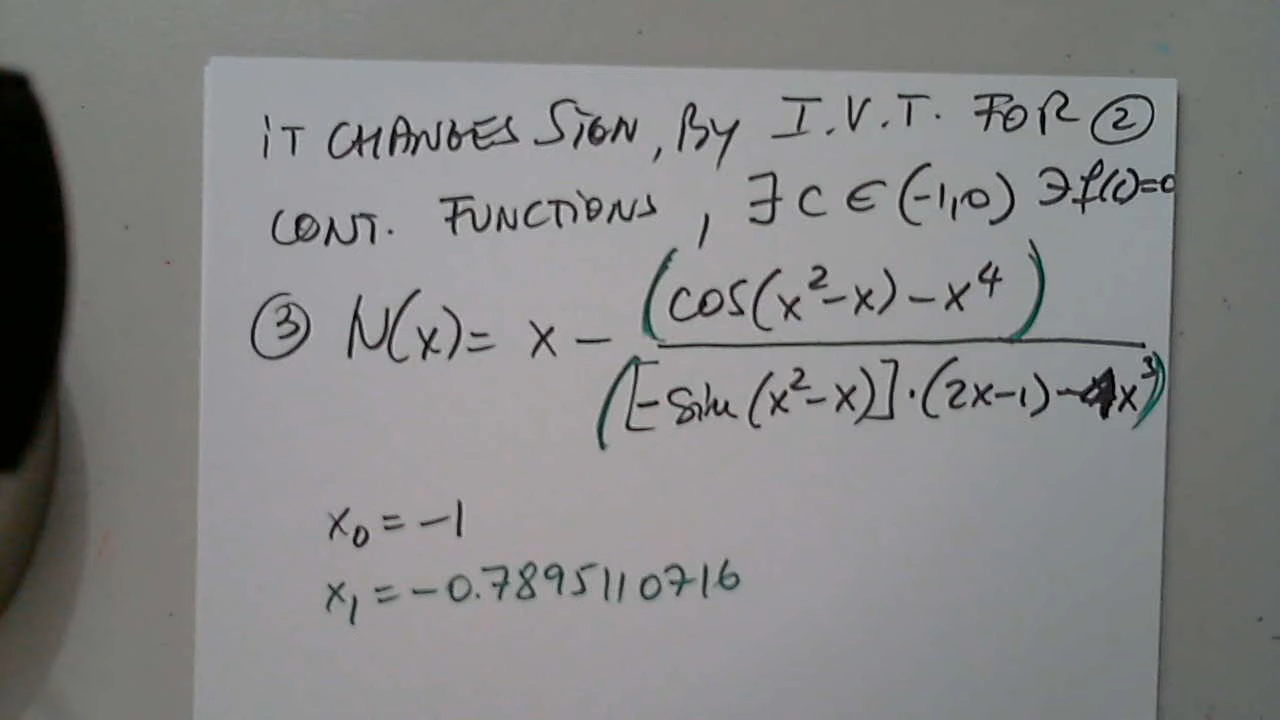 iT CHANGES SIGN, By I.V.T. FOR ②
CONT. FUNCTIONS, ∃ c ∈ (-1,0) ∋ f(c)=0
③ N(x) = x - (cos(x²-x) - x⁴) / ([-sin(x²-x)]·(2x-1) - 4x³)
x₀ = -1
x₁ = -0.7895110716